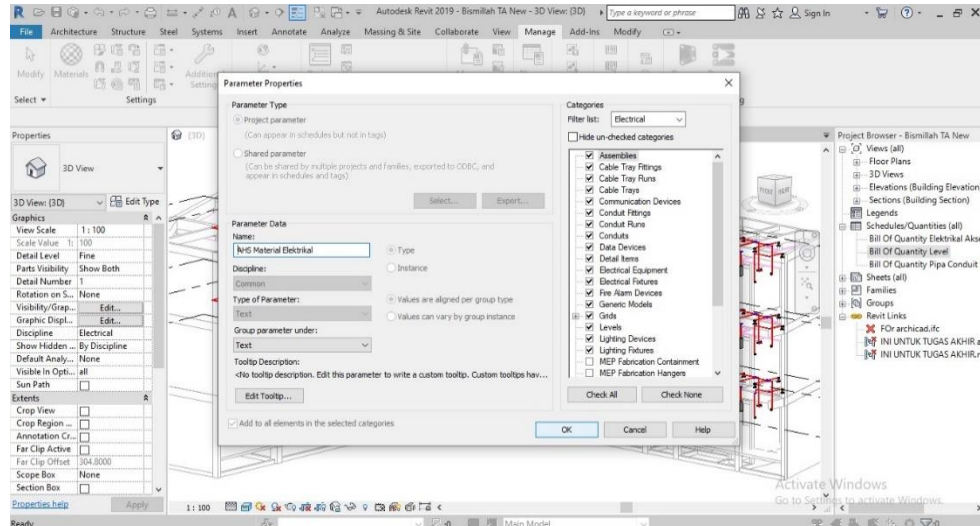 Autodesk Revit 2019 - Bismillah TA New - 3D View: {3D}
Type a keyword or phrase
Sign In
File Architecture Structure Steel Systems Insert Annotate Analyze Massing & Site Collaborate View Manage Add-Ins Modify
Modify Materials
Select Settings
Parameter Properties
Parameter Type
Project parameter
(Can appear in schedules but not in tags)
Shared parameter
(Can be shared by multiple projects and families, exported to ODBC, and
appear in schedules and tags)
Select... Export...
Parameter Data
Name:
AHS Material Elektrikal
Type
Discipline:
Instance
Common
Type of Parameter:
Values are aligned per group type
Text
Values can vary by group instance
Group parameter under:
Text
Tooltip Description:
<No tooltip description. Edit this parameter to write a custom tooltip. Custom tooltips hav...
Edit Tooltip...
Add to all elements in the selected categories
Categories
Filter list: Electrical
Hide un-checked categories
Assemblies
Cable Tray Fittings
Cable Tray Runs
Cable Trays
Communication Devices
Conduit Fittings
Conduit Runs
Conduits
Data Devices
Detail Items
Electrical Equipment
Electrical Fixtures
Fire Alarm Devices
Generic Models
Grids
Levels
Lighting Devices
Lighting Fixtures
MEP Fabrication Containment
MEP Fabrication Hangers
Check All Check None
OK Cancel Help
Properties
3D View
3D View: {3D} Edit Type
Graphics
View Scale 1 : 100
Scale Value 1: 100
Detail Level Fine
Parts Visibility Show Both
Detail Number 1
Rotation on S... None
Visibility/Grap... Edit...
Graphic Displ... Edit...
Discipline Electrical
Show Hidden ... By Discipline
Default Analy... None
Visible In Opti... all
Sun Path
Extents
Crop View
Crop Region ...
Annotation Cr...
Far Clip Active
Far Clip Offset 304.8000
Scope Box None
Section Box
Properties help Apply
{3D}
1 : 100
Ready
Main Model
Project Browser - Bismillah TA New
Views (all)
Floor Plans
3D Views
Elevations (Building Elevation
Sections (Building Section)
Legends
Schedules/Quantities (all)
Bill Of Quantity Elektrikal Akse
Bill Of Quantity Level
Bill Of Quantity Pipa Conduit
Sheets (all)
Families
Groups
Revit Links
FOr archicad.ifc
INI UNTUK TUGAS AKHIR.a
INI UNTUK TUGAS AKHIR.r
Activate Windows
Go to Settings to activate Windows.